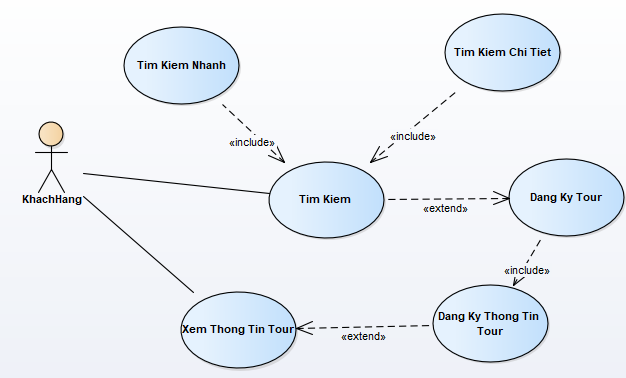 Tim Kiem Nhanh
Tim Kiem Chi Tiet
«include»
«include»
KhachHang
Tim Kiem
«extend»
Dang Ky Tour
«include»
Xem Thong Tin Tour
«extend»
Dang Ky Thong Tin
Tour